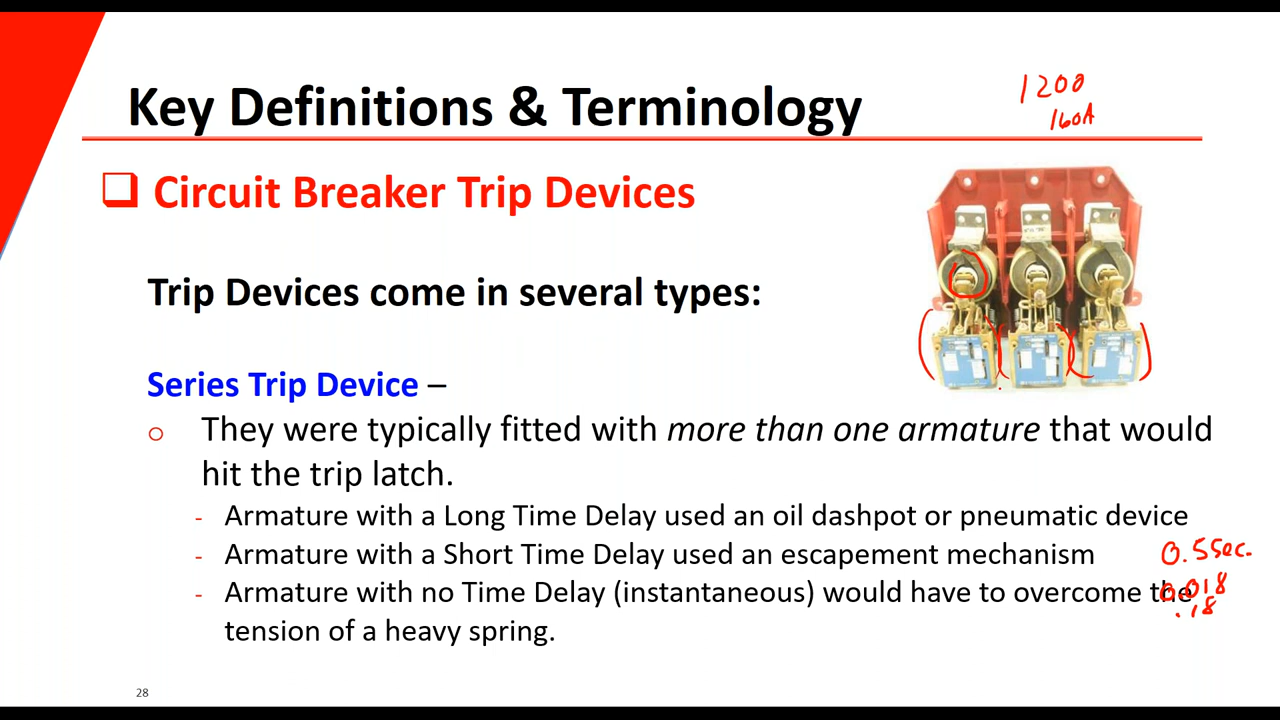 Key Definitions & Terminology
1200
160A
❑ Circuit Breaker Trip Devices
Trip Devices come in several types:
Series Trip Device –
o They were typically fitted with more than one armature that would
hit the trip latch.
- Armature with a Long Time Delay used an oil dashpot or pneumatic device
- Armature with a Short Time Delay used an escapement mechanism
0.5 sec.
- Armature with no Time Delay (instantaneous) would have to overcome the
0.018
.18
tension of a heavy spring.
28